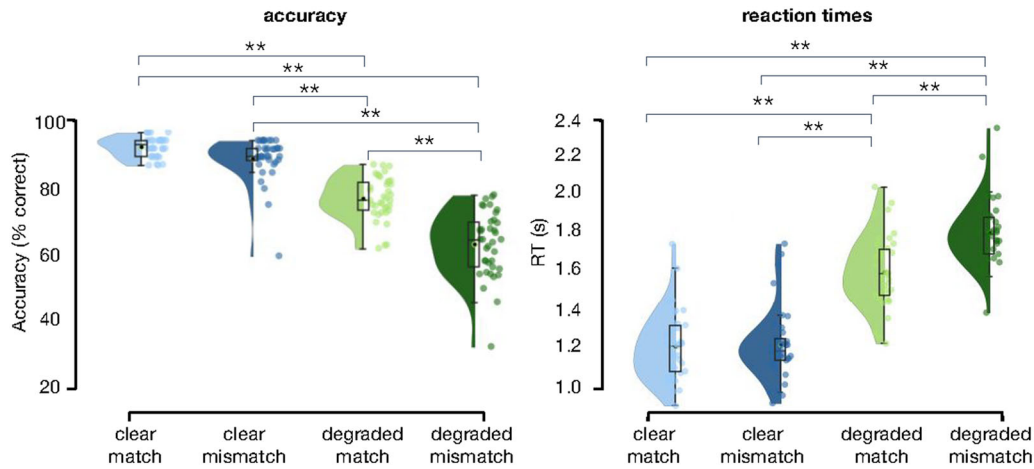 accuracy
**
**
**
**
**
Accuracy (% correct)
100
80
60
40
20
clear match
clear mismatch
degraded match
degraded mismatch
reaction times
**
**
**
**
**
RT (s)
2.4
2.2
2.0
1.8
1.6
1.4
1.2
1.0
clear match
clear mismatch
degraded match
degraded mismatch